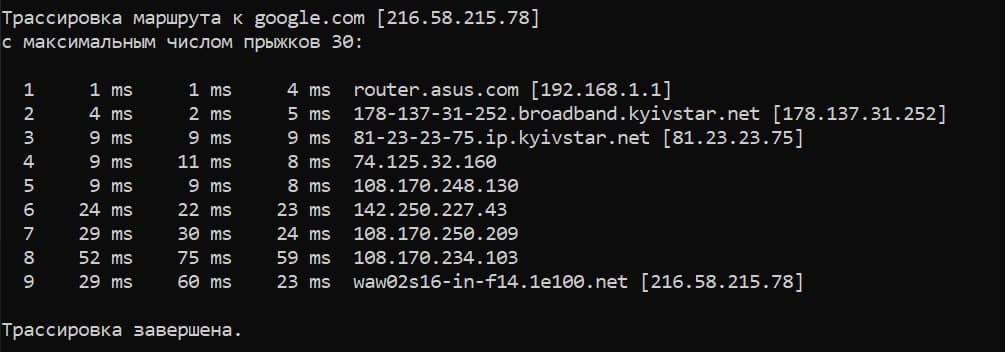 Трассировка маршрута к google.com [216.58.215.78]
с максимальным числом прыжков 30:
1 1 ms 1 ms 4 ms router.asus.com [192.168.1.1]
2 4 ms 2 ms 5 ms 178-137-31-252.broadband.kyivstar.net [178.137.31.252]
3 9 ms 9 ms 9 ms 81-23-23-75.ip.kyivstar.net [81.23.23.75]
4 9 ms 11 ms 8 ms 74.125.32.160
5 9 ms 9 ms 8 ms 108.170.248.130
6 24 ms 22 ms 23 ms 142.250.227.43
7 29 ms 30 ms 24 ms 108.170.250.209
8 52 ms 75 ms 59 ms 108.170.234.103
9 29 ms 60 ms 23 ms waw02s16-in-f14.1e100.net [216.58.215.78]
Трассировка завершена.